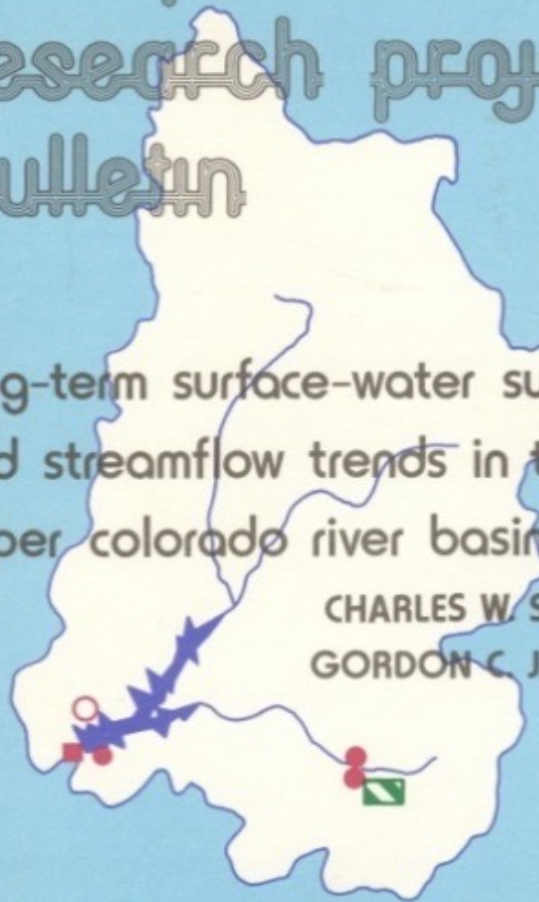 esearch proj
ulletin
g-term surface-water su
d streamflow trends in t
per colorado river basin
CHARLES W. S
GORDON C. J